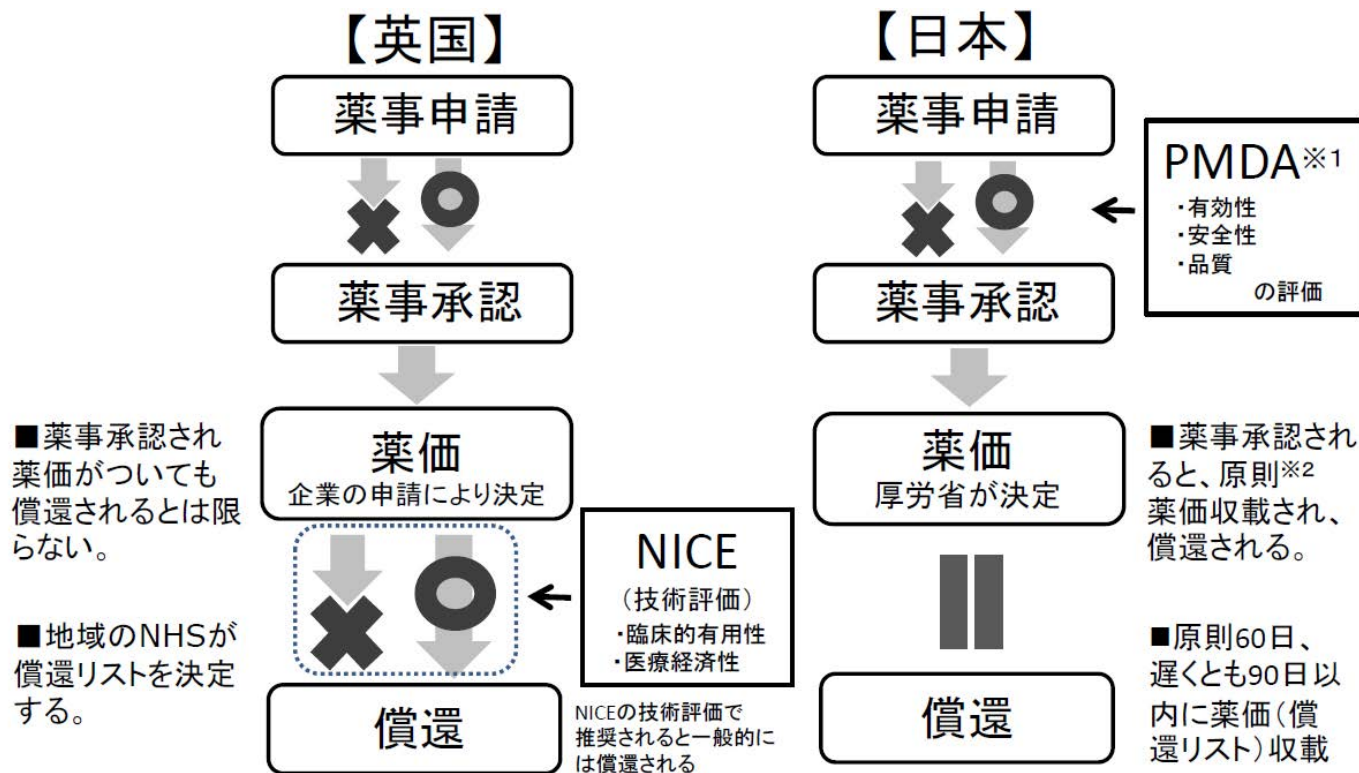 【英国】
薬事申請
薬事承認
薬価
企業の申請により決定
償還
■薬事承認され
薬価がついても
償還されるとは限
らない。
■地域のNHSが
償還リストを決定
する。
NICE
（技術評価）
・臨床的有用性
・医療経済性
NICEの技術評価で
推奨されると一般的に
は償還される
【日本】
薬事申請
薬事承認
薬価
厚労省が決定
償還
PMDA※1
・有効性
・安全性
・品質
の評価
■薬事承認され
ると、原則※2
薬価収載され、
償還される。
■原則60日、
遅くとも90日以
内に薬価(償
還リスト)収載